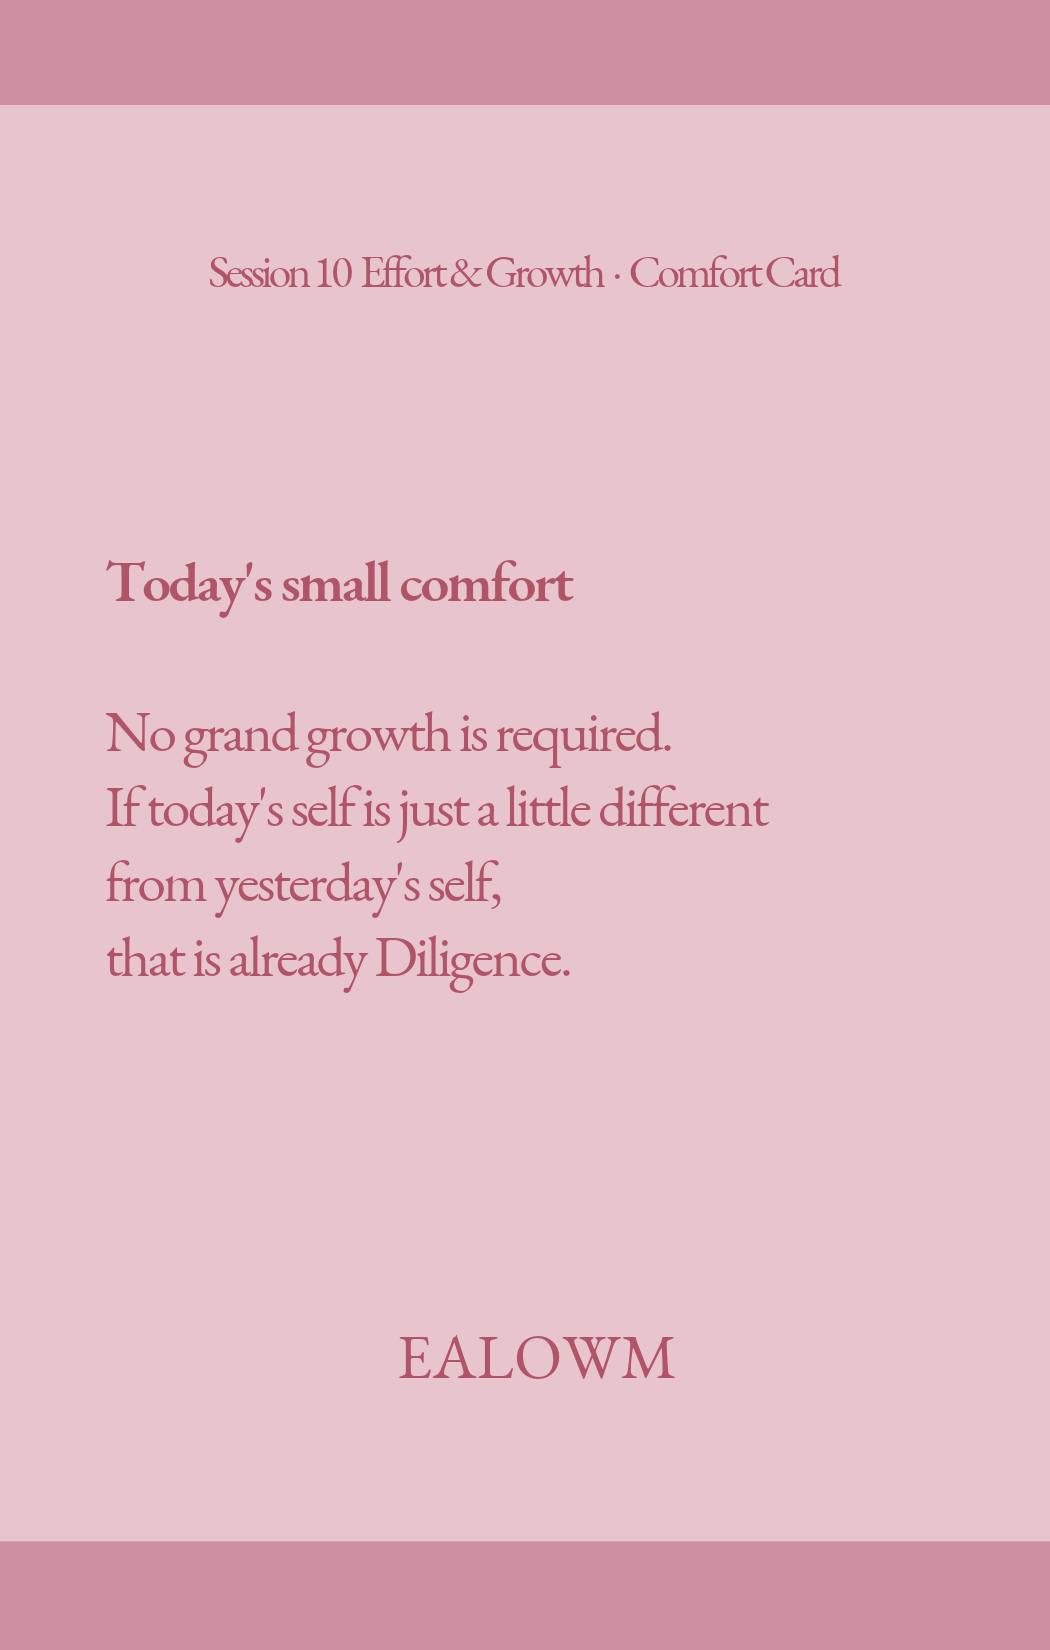 Session 10 Effort & Growth · Comfort Card
Today's small comfort
No grand growth is required.
If today's self is just a little different
from yesterday's self,
that is already Diligence.
EALOWM